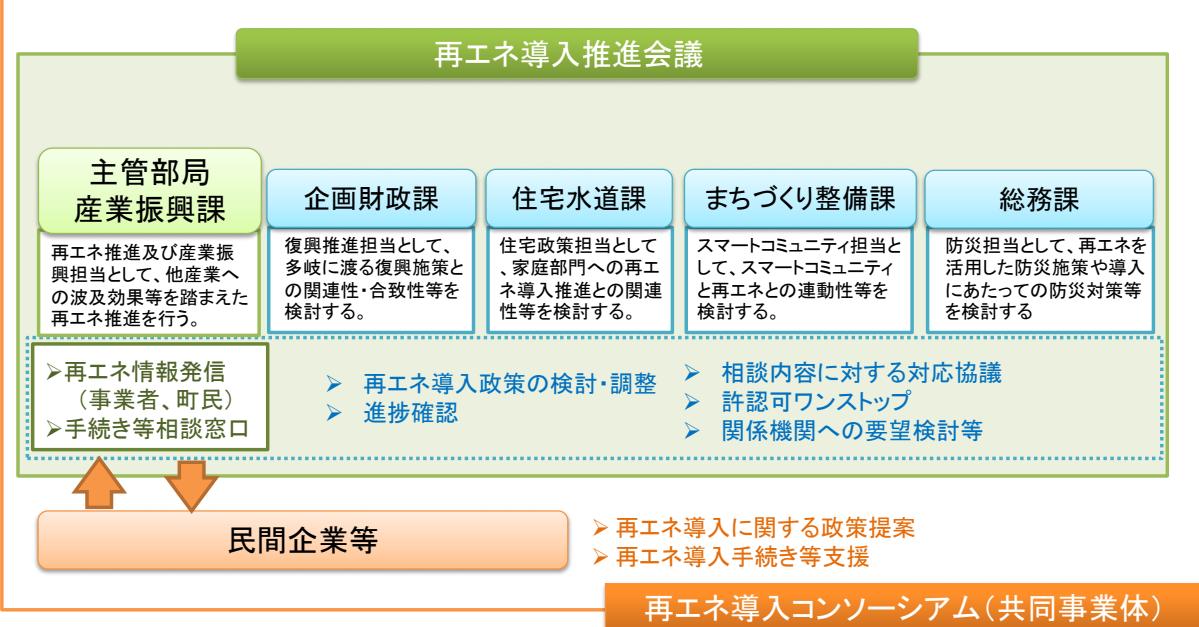 再エネ導入推進会議
主管部局
産業振興課
再エネ推進及び産業振
興担当として、他産業へ
の波及効果等を踏まえた
再エネ推進を行う。
企画財政課
復興推進担当として、
多岐に渡る復興施策と
の関連性・合致性等を
検討する。
住宅水道課
住宅政策担当として
、家庭部門への再エ
ネ導入推進との関連
性等を検討する。
まちづくり整備課
スマートコミュニティ担当と
して、スマートコミュニティ
と再エネとの連動性等を
検討する。
総務課
防災担当として、再エネを
活用した防災施策や導入
にあたっての防災対策等
を検討する
➢再エネ情報発信
（事業者、町民）
➢手続き等相談窓口
➢ 再エネ導入政策の検討・調整
➢ 進捗確認
➢ 相談内容に対する対応協議
➢ 許認可ワンストップ
➢ 関係機関への要望検討等
民間企業等
➢ 再エネ導入に関する政策提案
➢ 再エネ導入手続き等支援
再エネ導入コンソーシアム（共同事業体）